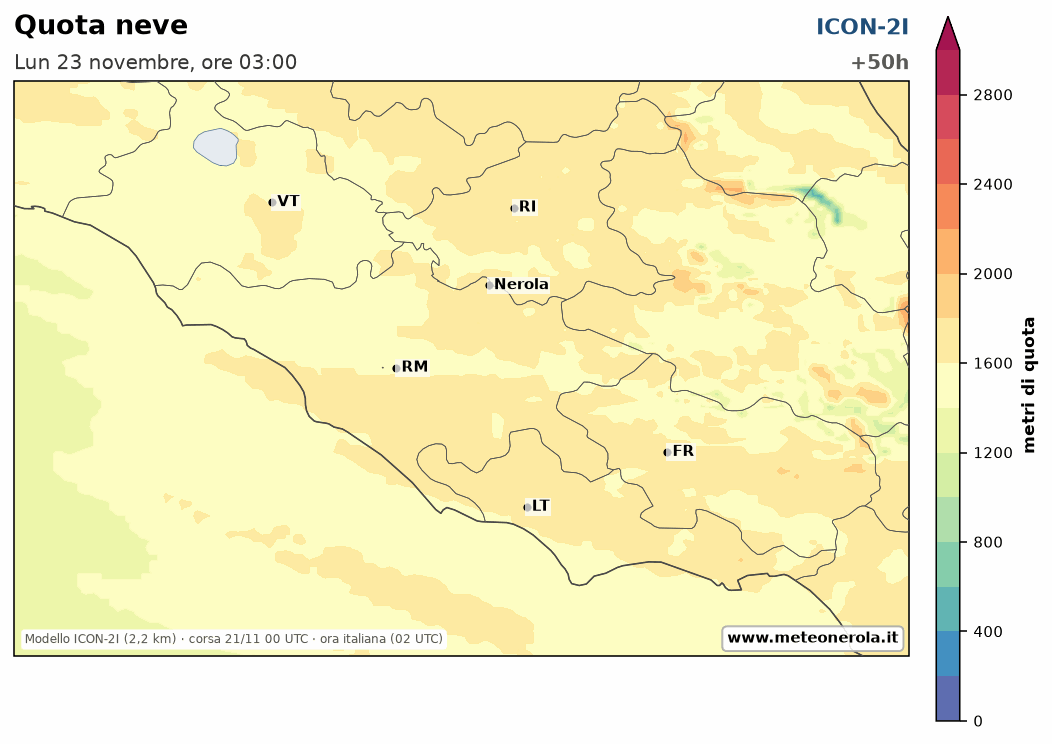 Quota neve
ICON-2I
Lun 23 novembre, ore 03:00
+50h
2800
2400
2000
1600
1200
800
400
0
metri di quota
VT
RI
Nerola
RM
FR
LT
Modello ICON-2I (2,2 km) · corsa 21/11 00 UTC · ora italiana (02 UTC)
www.meteonerola.it